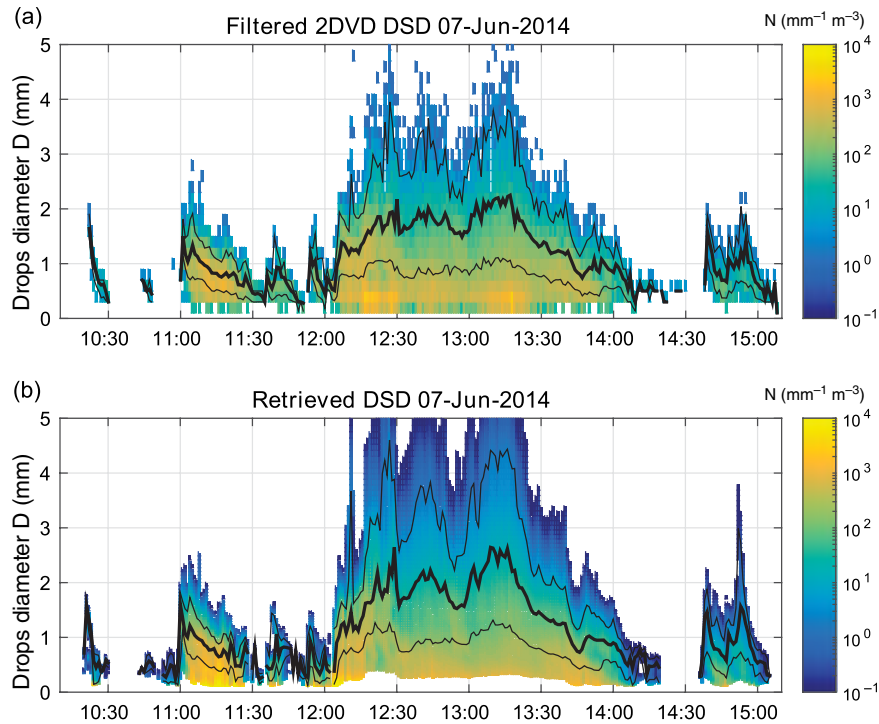 (a)
Filtered 2DVD DSD 07-Jun-2014
N (mm⁻¹ m⁻³)
Drops diameter D (mm)
5
4
3
2
1
0
10:30 11:00 11:30 12:00 12:30 13:00 13:30 14:00 14:30 15:00
10⁴
10³
10²
10¹
10⁰
10⁻¹
(b)
Retrieved DSD 07-Jun-2014
N (mm⁻¹ m⁻³)
Drops diameter D (mm)
5
4
3
2
1
0
10:30 11:00 11:30 12:00 12:30 13:00 13:30 14:00 14:30 15:00
10⁴
10³
10²
10¹
10⁰
10⁻¹